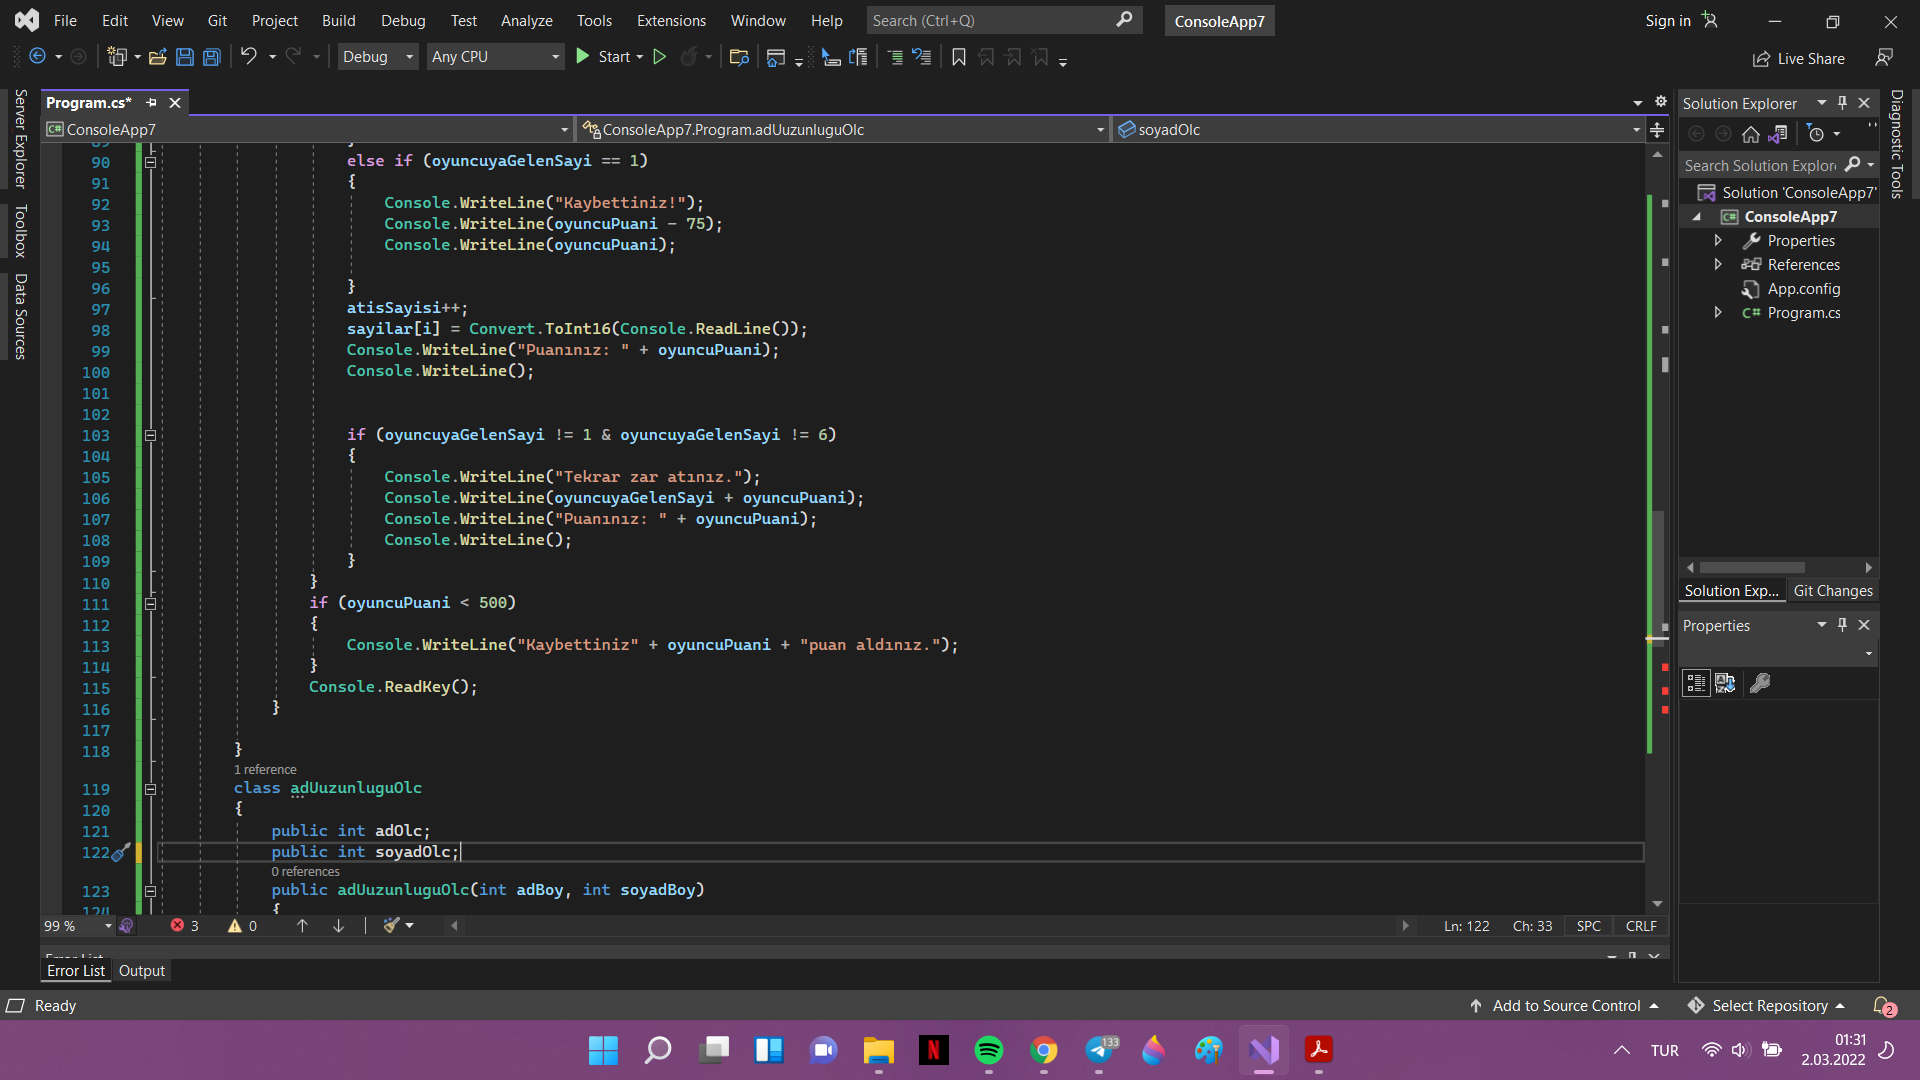 File Edit View Git Project Build Debug Test Analyze Tools Extensions Window Help Search (Ctrl+Q) ConsoleApp7 Sign in
Debug Any CPU Start Live Share
Server Explorer
Toolbox
Data Sources
Program.cs*
ConsoleApp7 ConsoleApp7.Program.adUuzunluguOlc soyadOlc
90 else if (oyuncuyaGelenSayi == 1)
91 {
92 Console.WriteLine("Kaybettiniz!");
93 Console.WriteLine(oyuncuPuani - 75);
94 Console.WriteLine(oyuncuPuani);
95
96 }
97 atisSayisi++;
98 sayilar[i] = Convert.ToInt16(Console.ReadLine());
99 Console.WriteLine("Puanınız: " + oyuncuPuani);
100 Console.WriteLine();
101
102
103 if (oyuncuyaGelenSayi != 1 & oyuncuyaGelenSayi != 6)
104 {
105 Console.WriteLine("Tekrar zar atınız.");
106 Console.WriteLine(oyuncuyaGelenSayi + oyuncuPuani);
107 Console.WriteLine("Puanınız: " + oyuncuPuani);
108 Console.WriteLine();
109 }
110 }
111 if (oyuncuPuani < 500)
112 {
113 Console.WriteLine("Kaybettiniz" + oyuncuPuani + "puan aldınız.");
114 }
115 Console.ReadKey();
116 }
117
118 }
1 reference
119 class adUuzunluguOlc
120 {
121 public int adOlc;
122 public int soyadOlc;
0 references
123 public adUuzunluguOlc(int adBoy, int soyadBoy)
124 {
99 % 3 0 Ln: 122 Ch: 33 SPC CRLF
Error List
Error List Output
Solution Explorer
Search Solution Explor
Solution 'ConsoleApp7'
ConsoleApp7
Properties
References
App.config
C# Program.cs
Solution Exp... Git Changes
Properties
Diagnostic Tools
Ready Add to Source Control Select Repository 2
133
TUR 01:31
2.03.2022